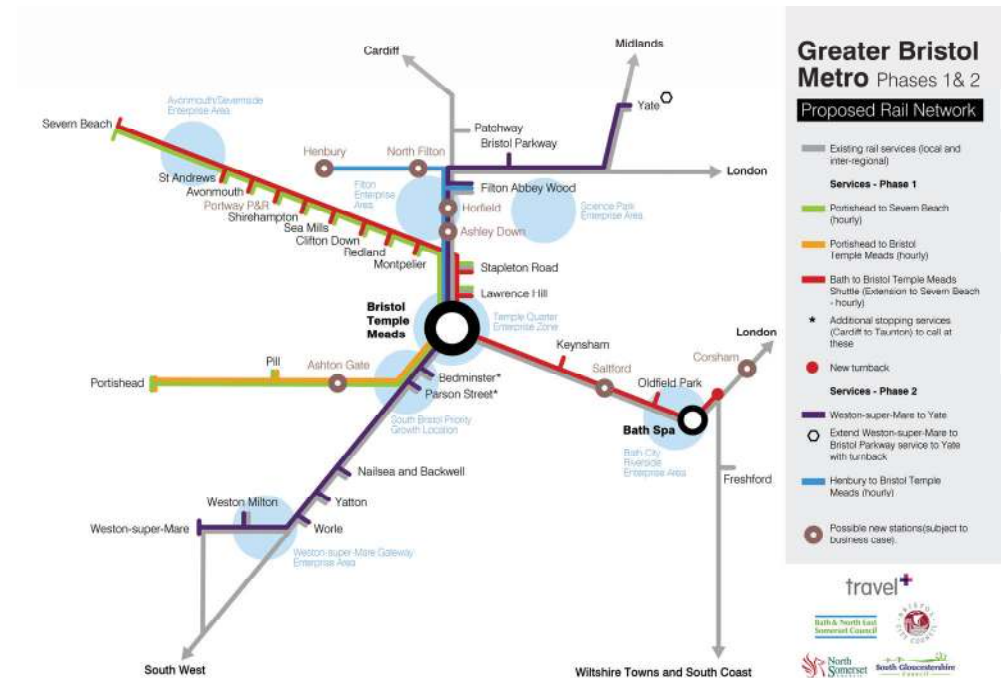 Cardiff
Midlands
Avonmouth/Severnside
Enterprise Area
Severn Beach
Yate
Patchway
Bristol Parkway
Henbury
North Filton
London
St Andrews
Avonmouth
Portway P&R
Shirehampton
Sea Mills
Clifton Down
Redland
Montpelier
Filton
Enterprise
Area
Filton Abbey Wood
Horfield
Science Park
Enterprise Area
Ashley Down
Stapleton Road
Lawrence Hill
Bristol
Temple
Meads
Temple Quarter
Enterprise Zone
London
Keynsham
Corsham
Saltford
Oldfield Park
Bath Spa
Bath City
Riverside
Enterprise Area
Freshford
Pill
Ashton Gate
Portishead
Bedminster*
Parson Street*
South Bristol Priority
Growth Location
Nailsea and Backwell
Weston Milton
Yatton
Weston-super-Mare
Worle
Weston-super-Mare Gateway
Enterprise Area
South West
Wiltshire Towns and South Coast
Greater Bristol
Metro Phases 1& 2
Proposed Rail Network
Existing rail services (local and
inter-regional)
Services - Phase 1
Portishead to Severn Beach
(hourly)
Portishead to Bristol
Temple Meads (hourly)
Bath to Bristol Temple Meads
Shuttle (Extension to Severn Beach
- hourly)
* Additional stopping services
(Cardiff to Taunton) to call at
these
New turnback
Services - Phase 2
Weston-super-Mare to Yate
Extend Weston-super-Mare to
Bristol Parkway service to Yate
with turnback
Henbury to Bristol Temple
Meads (hourly)
Possible new stations(subject to
business case).
travel+
Bath & North East
Somerset Council
BRISTOL
CITY COUNCIL
North
Somerset
COUNCIL
South Gloucestershire
Council